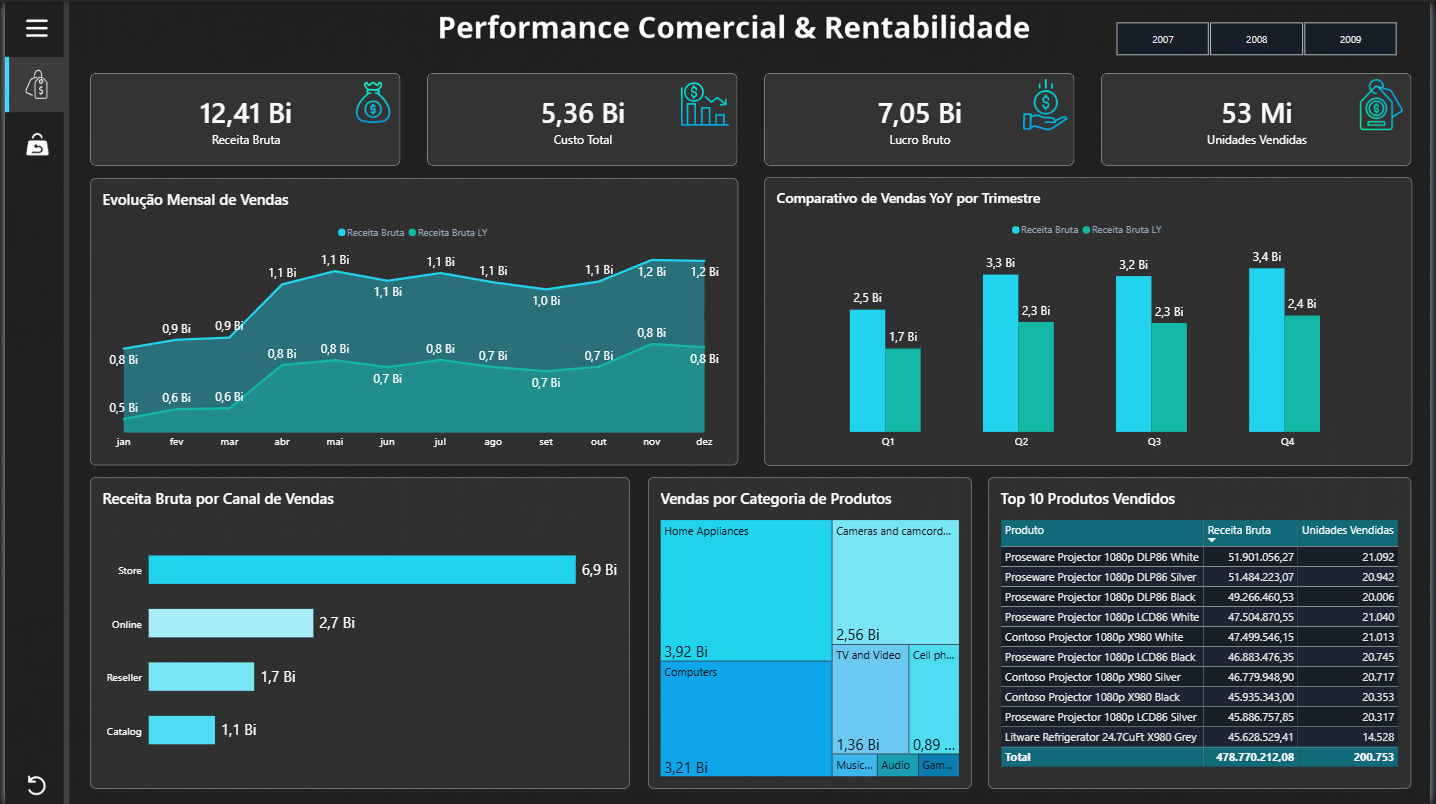 Performance Comercial & Rentabilidade
2007
2008
2009
12,41 Bi
Receita Bruta
5,36 Bi
Custo Total
7,05 Bi
Lucro Bruto
53 Mi
Unidades Vendidas
Evolução Mensal de Vendas
Receita Bruta Receita Bruta LY
1,1 Bi 1,1 Bi 1,1 Bi 1,1 Bi 1,1 Bi 1,2 Bi 1,2 Bi
0,8 Bi 0,9 Bi 0,9 Bi 1,1 Bi 1,0 Bi
0,8 Bi 0,8 Bi 0,8 Bi 0,7 Bi 0,7 Bi 0,8 Bi 0,8 Bi
0,5 Bi 0,6 Bi 0,6 Bi 0,7 Bi 0,7 Bi
jan fev mar abr mai jun jul ago set out nov dez
Comparativo de Vendas YoY por Trimestre
Receita Bruta Receita Bruta LY
2,5 Bi 1,7 Bi 3,3 Bi 2,3 Bi 3,2 Bi 2,3 Bi 3,4 Bi 2,4 Bi
Q1 Q2 Q3 Q4
Receita Bruta por Canal de Vendas
Store 6,9 Bi
Online 2,7 Bi
Reseller 1,7 Bi
Catalog 1,1 Bi
Vendas por Categoria de Produtos
Home Appliances
3,92 Bi
Computers
3,21 Bi
Cameras and camcord...
2,56 Bi
TV and Video
1,36 Bi
Cell ph...
0,89 ...
Music...
Audio
Gam...
Top 10 Produtos Vendidos
Produto Receita Bruta Unidades Vendidas
Proseware Projector 1080p DLP86 White 51.901.056,27 21.092
Proseware Projector 1080p DLP86 Silver 51.484.223,07 20.942
Proseware Projector 1080p DLP86 Black 49.266.460,53 20.006
Proseware Projector 1080p LCD86 White 47.504.870,55 21.040
Contoso Projector 1080p X980 White 47.499.546,15 21.013
Proseware Projector 1080p LCD86 Black 46.883.476,35 20.745
Contoso Projector 1080p X980 Silver 46.779.948,90 20.717
Contoso Projector 1080p X980 Black 45.935.343,00 20.353
Proseware Projector 1080p LCD86 Silver 45.886.757,85 20.317
Litware Refrigerator 24.7CuFt X980 Grey 45.628.529,41 14.528
Total 478.770.212,08 200.753